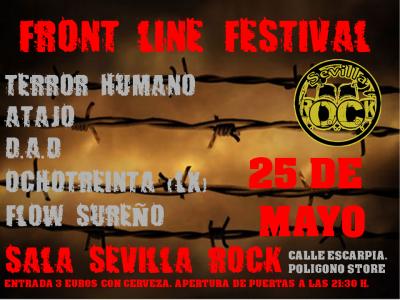 FRONT LINE FESTIVAL
TERROR HUMANO
ATAJO
D.A.D
OCHOTREINTA (LK)
FLOW SUREÑO
Sevilla
ROCK
25 DE
MAYO
SALA SEVILLA ROCK
CALLE ESCARPIA.
POLIGONO STORE
ENTRADA 3 EUROS CON CERVEZA. APERTURA DE PUERTAS A LAS 21:30 H.